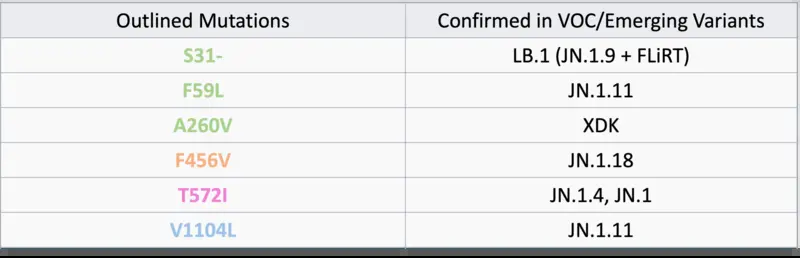 Outlined Mutations Confirmed in VOC/Emerging Variants
S31- LB.1 (JN.1.9 + FLiRT)
F59L JN.1.11
A260V XDK
F456V JN.1.18
T572I JN.1.4, JN.1
V1104L JN.1.11